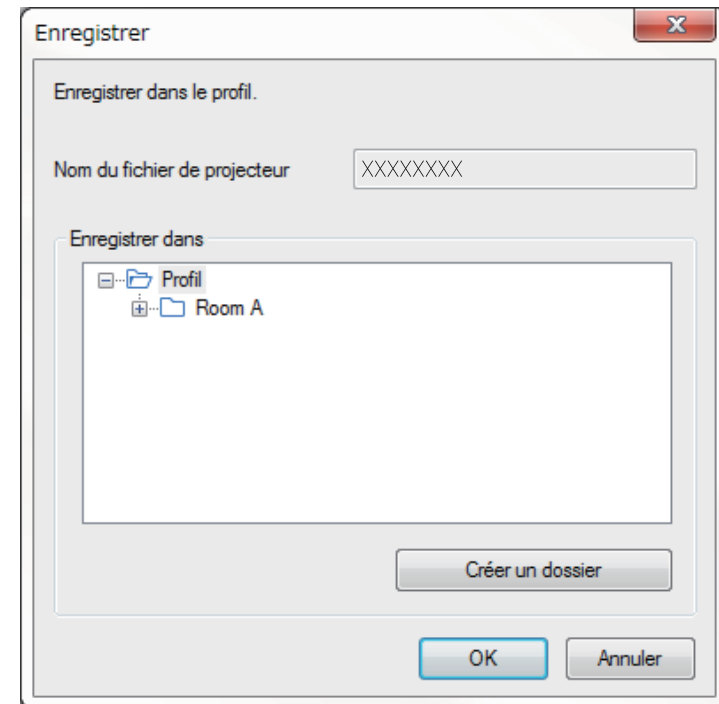 Enregistrer
Enregistrer dans le profil.
Nom du fichier de projecteur XXXXXXXX
Enregistrer dans
Profil
Room A
Créer un dossier
OK Annuler